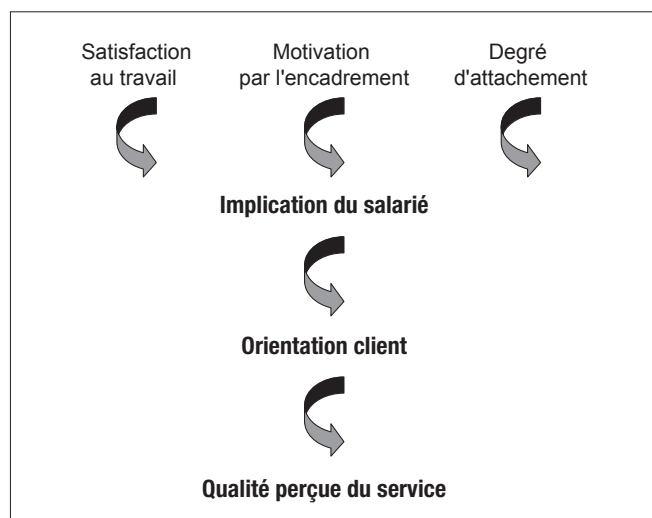 Satisfaction
au travail
Motivation
par l'encadrement
Degré
d'attachement
Implication du salarié
Orientation client
Qualité perçue du service